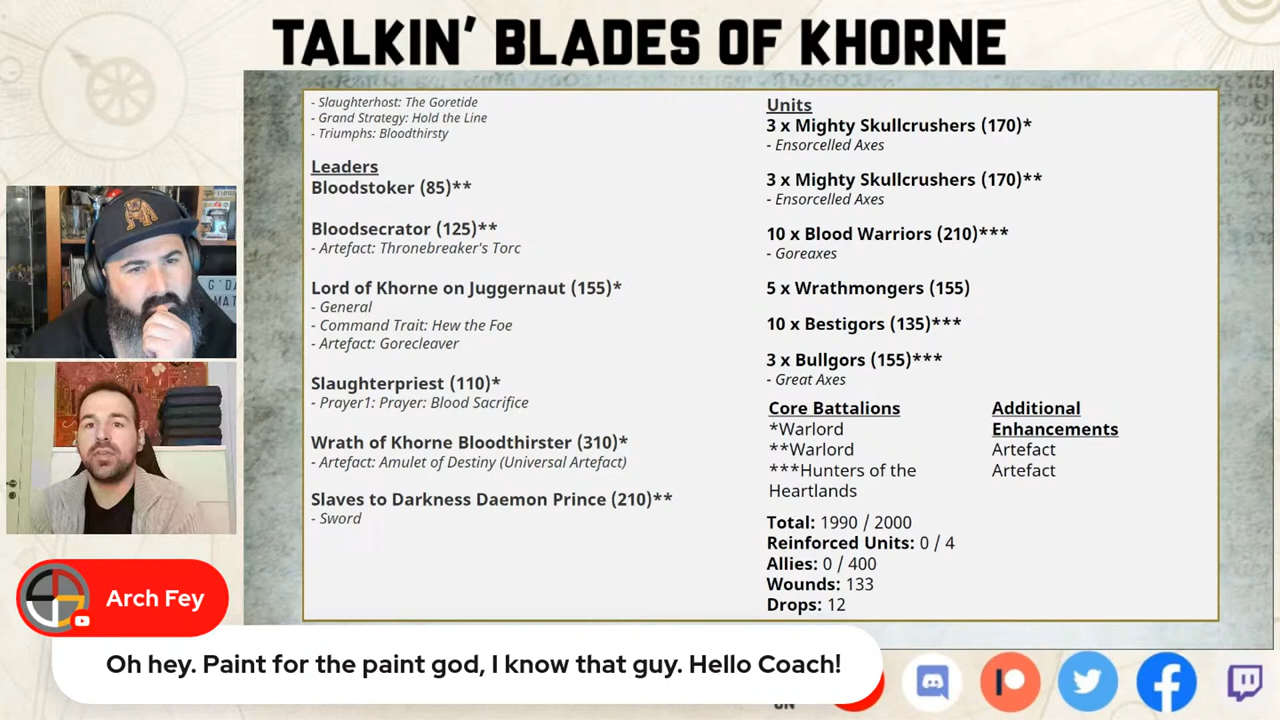 TALKIN' BLADES OF KHORNE
- Slaughterhost: The Goretide
- Grand Strategy: Hold the Line
- Triumphs: Bloodthirsty
Leaders
Bloodstoker (85)**
Bloodsecrator (125)**
- Artefact: Thronebreaker's Torc
Lord of Khorne on Juggernaut (155)*
- General
- Command Trait: Hew the Foe
- Artefact: Gorecleaver
Slaughterpriest (110)*
- Prayer1: Prayer: Blood Sacrifice
Wrath of Khorne Bloodthirster (310)*
- Artefact: Amulet of Destiny (Universal Artefact)
Slaves to Darkness Daemon Prince (210)**
- Sword
Units
3 x Mighty Skullcrushers (170)*
- Ensorcelled Axes
3 x Mighty Skullcrushers (170)**
- Ensorcelled Axes
10 x Blood Warriors (210)***
- Goreaxes
5 x Wrathmongers (155)
10 x Bestigors (135)***
3 x Bullgors (155)***
- Great Axes
Core Battalions
*Warlord
**Warlord
***Hunters of the
Heartlands
Additional
Enhancements
Artefact
Artefact
Total: 1990 / 2000
Reinforced Units: 0 / 4
Allies: 0 / 400
Wounds: 133
Drops: 12
Arch Fey
Oh hey. Paint for the paint god, I know that guy. Hello Coach!